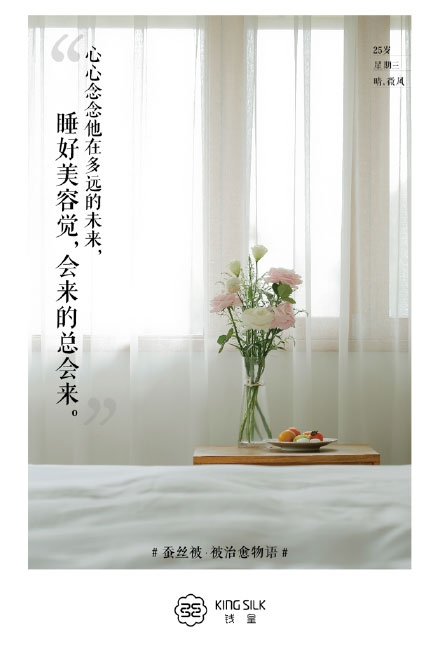 25岁
星期三
晴,微风
“心心念念他在多远的未来,
睡好美容觉,会来的总会来。”
#蚕丝被·被治愈物语#
KING SILK
钱皇